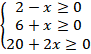 2 − x ≥ 0
6 + x ≥ 0
20 + 2x ≥ 0